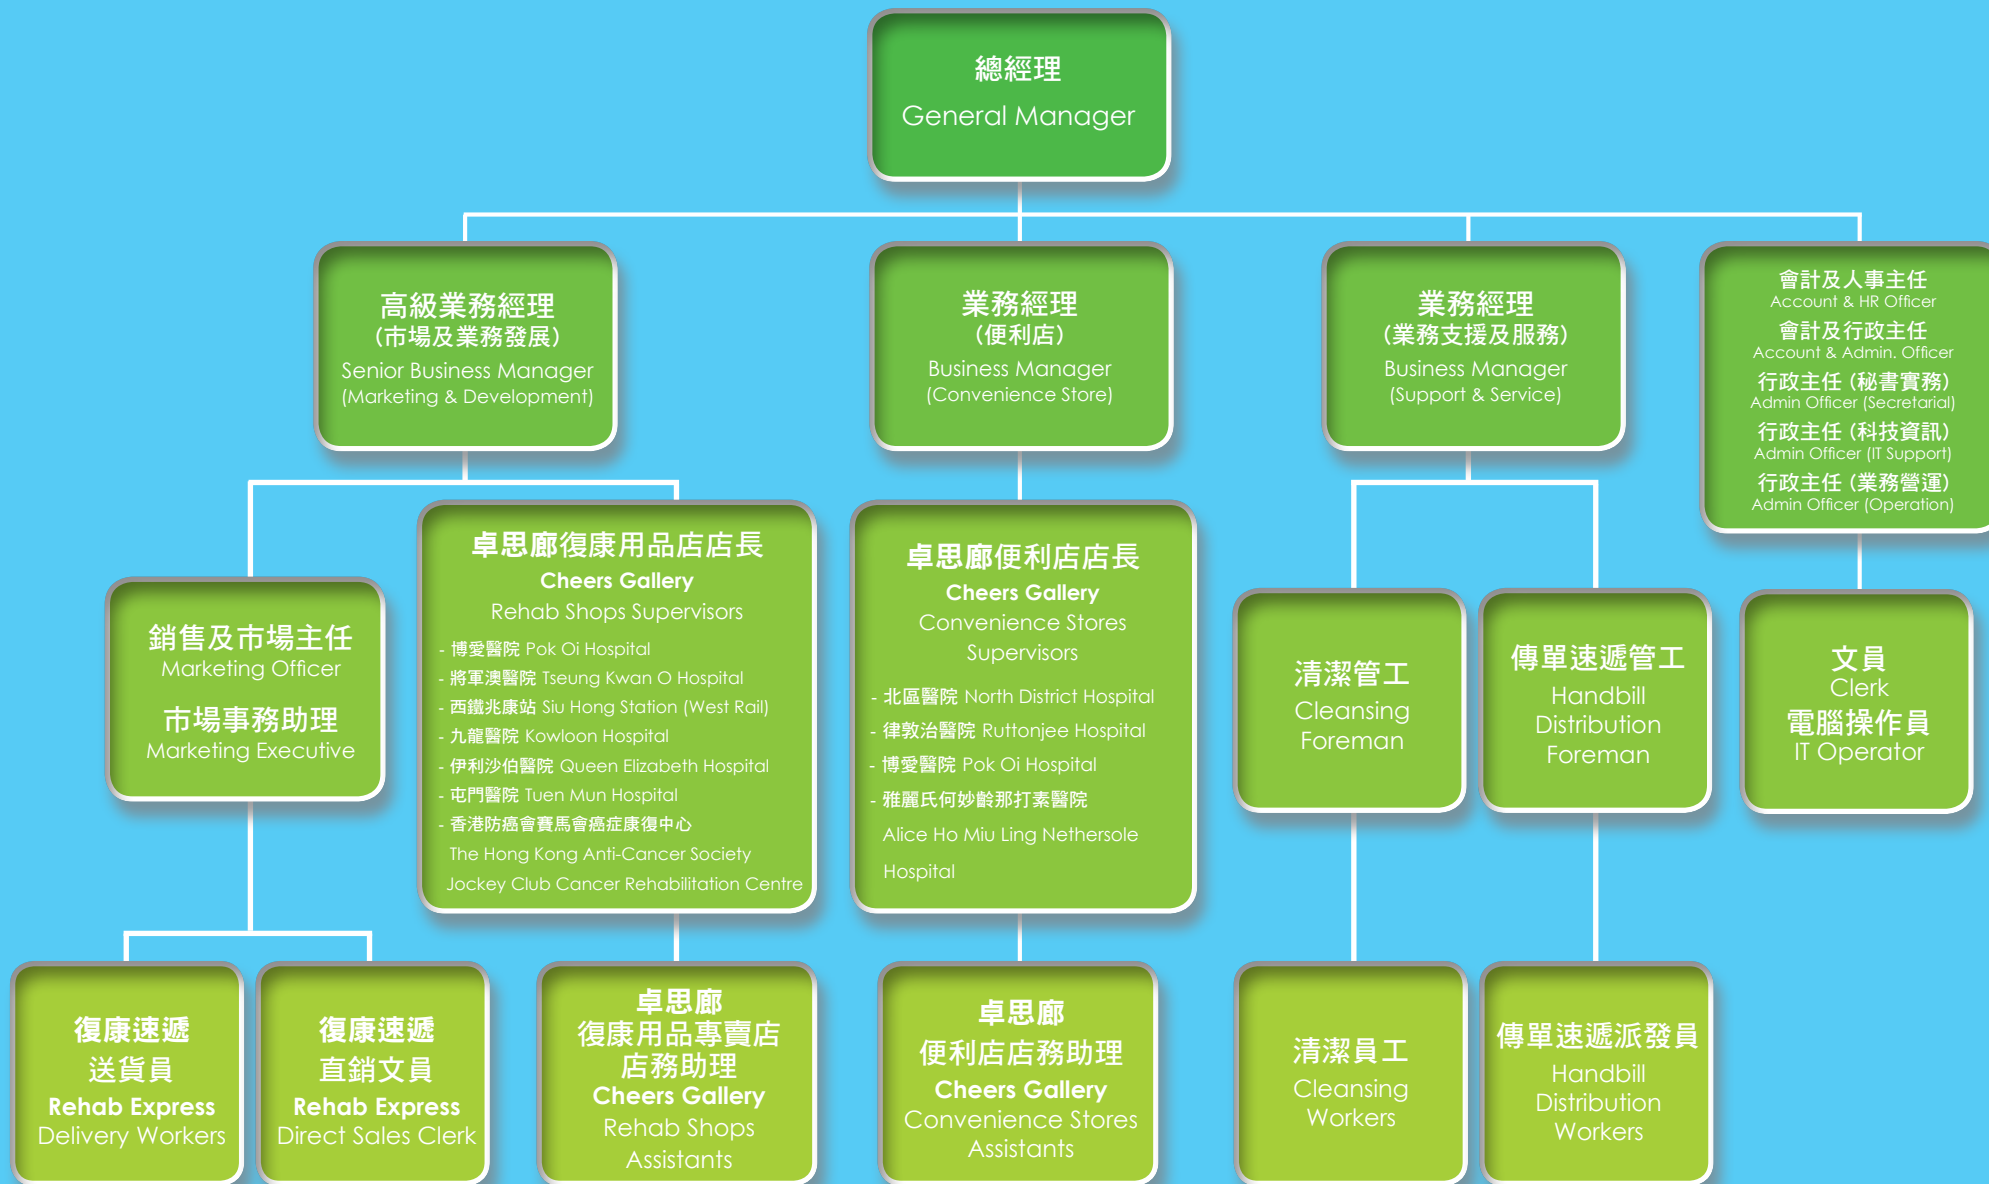 總經理
General Manager
高級業務經理
(市場及業務發展)
Senior Business Manager
(Marketing & Development)
業務經理
(便利店)
Business Manager
(Convenience Store)
業務經理
(業務支援及服務)
Business Manager
(Support & Service)
會計及人事主任
Account & HR Officer
會計及行政主任
Account & Admin. Officer
行政主任 (秘書實務)
Admin Officer (Secretarial)
行政主任 (科技資訊)
Admin Officer (IT Support)
行政主任 (業務營運)
Admin Officer (Operation)
銷售及市場主任
Marketing Officer
市場事務助理
Marketing Executive
卓思廊復康用品店店長
Cheers Gallery
Rehab Shops Supervisors
- 博愛醫院 Pok Oi Hospital
- 將軍澳醫院 Tseung Kwan O Hospital
- 西鐵兆康站 Siu Hong Station (West Rail)
- 九龍醫院 Kowloon Hospital
- 伊利沙伯醫院 Queen Elizabeth Hospital
- 屯門醫院 Tuen Mun Hospital
- 香港防癌會賽馬會癌症康復中心
The Hong Kong Anti-Cancer Society
Jockey Club Cancer Rehabilitation Centre
卓思廊便利店店長
Cheers Gallery
Convenience Stores
Supervisors
- 北區醫院 North District Hospital
- 律敦治醫院 Ruttonjee Hospital
- 博愛醫院 Pok Oi Hospital
- 雅麗氏何妙齡那打素醫院
Alice Ho Miu Ling Nethersole
Hospital
清潔管工
Cleansing
Foreman
傳單速遞管工
Handbill
Distribution
Foreman
文員
Clerk
電腦操作員
IT Operator
復康速遞
送貨員
Rehab Express
Delivery Workers
復康速遞
直銷文員
Rehab Express
Direct Sales Clerk
卓思廊
復康用品專賣店
店務助理
Cheers Gallery
Rehab Shops
Assistants
卓思廊
便利店店務助理
Cheers Gallery
Convenience Stores
Assistants
清潔員工
Cleansing
Workers
傳單速遞派發員
Handbill
Distribution
Workers